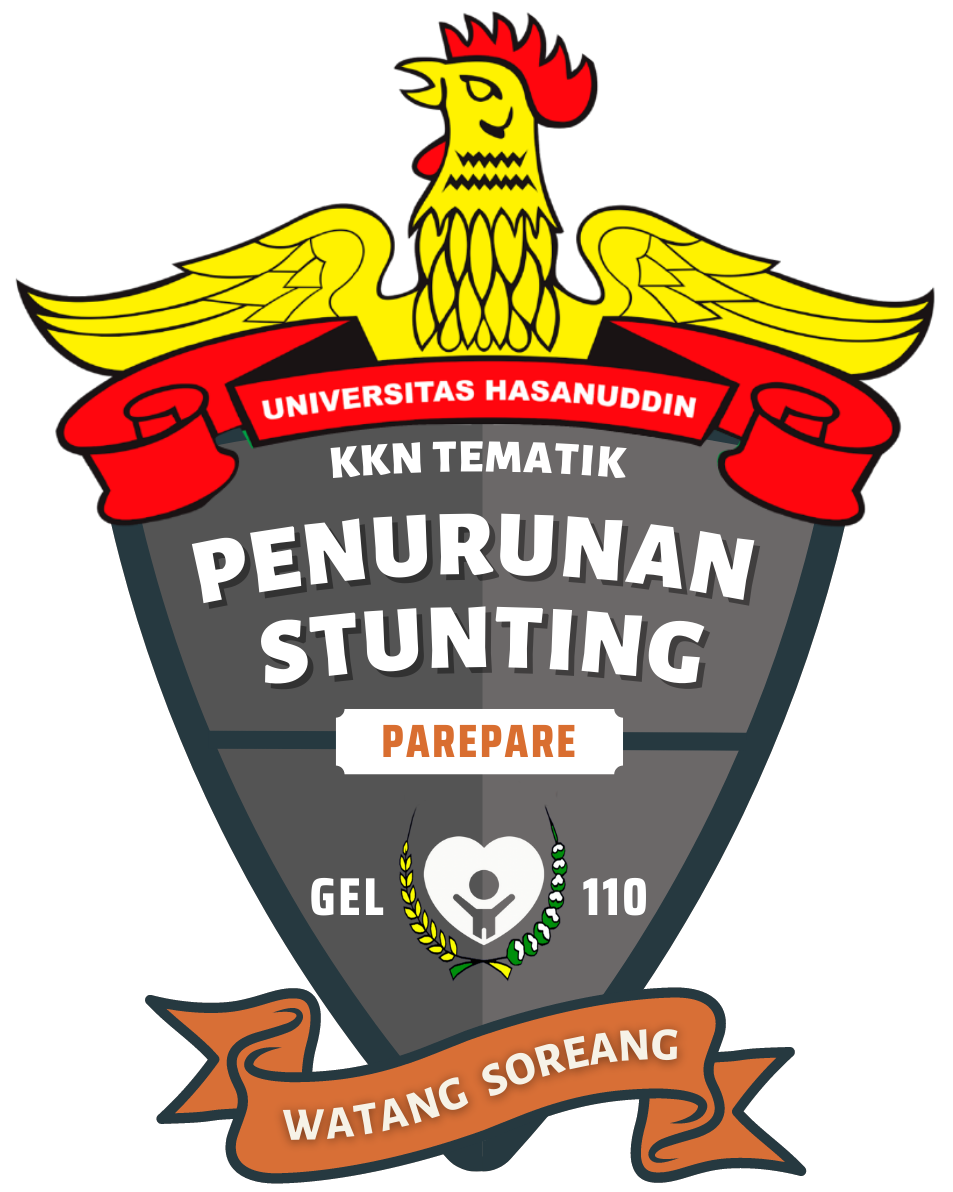 UNIVERSITAS HASANUDDIN
KKN TEMATIK
PENURUNAN
STUNTING
PAREPARE
GEL 110
WATANG SOREANG